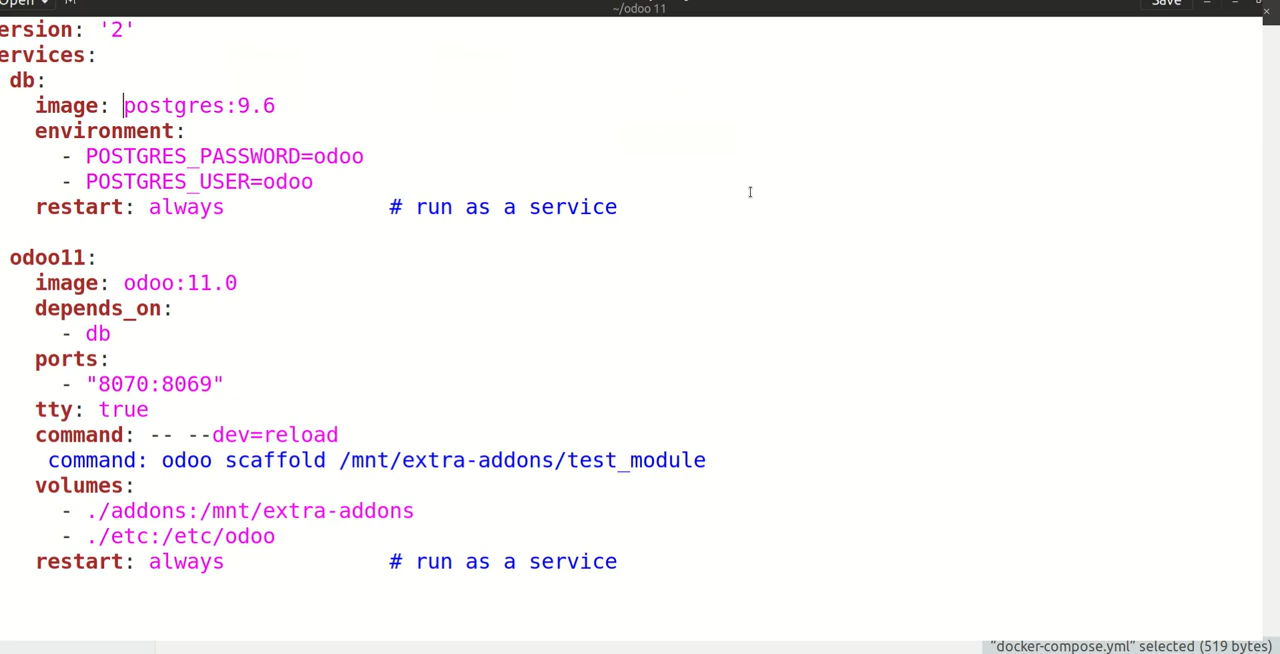 Open
~/odoo 11
Save
ersion: '2'
ervices:
db:
image: postgres:9.6
environment:
- POSTGRES_PASSWORD=odoo
- POSTGRES_USER=odoo
restart: always # run as a service
odoo11:
image: odoo:11.0
depends_on:
- db
ports:
- "8070:8069"
tty: true
command: -- --dev=reload
command: odoo scaffold /mnt/extra-addons/test_module
volumes:
- ./addons:/mnt/extra-addons
- ./etc:/etc/odoo
restart: always # run as a service
"docker-compose.yml" selected (519 bytes)